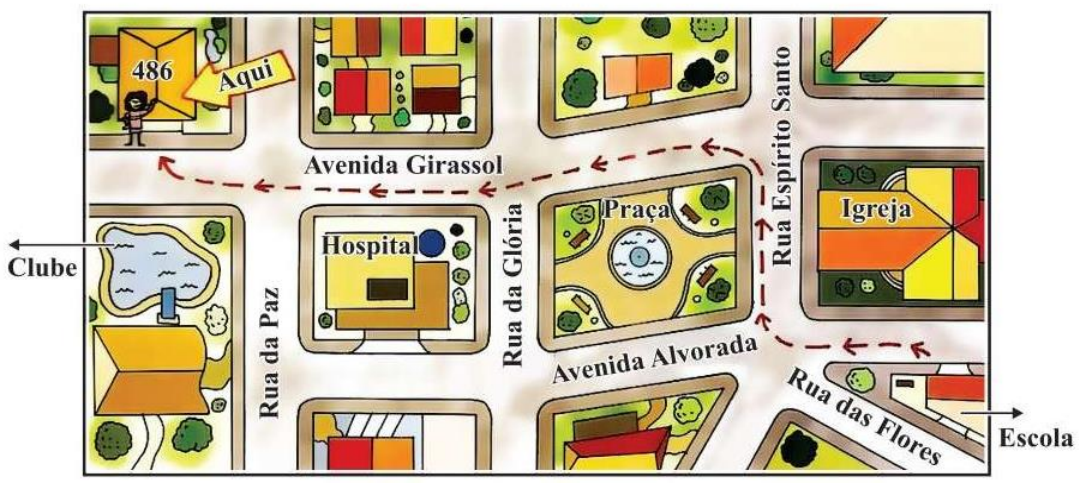 486
Aqui
Avenida Girassol
Rua Espírito Santo
Praça
Igreja
Hospital
Clube
Rua da Glória
Rua da Paz
Avenida Alvorada
Rua das Flores
Escola